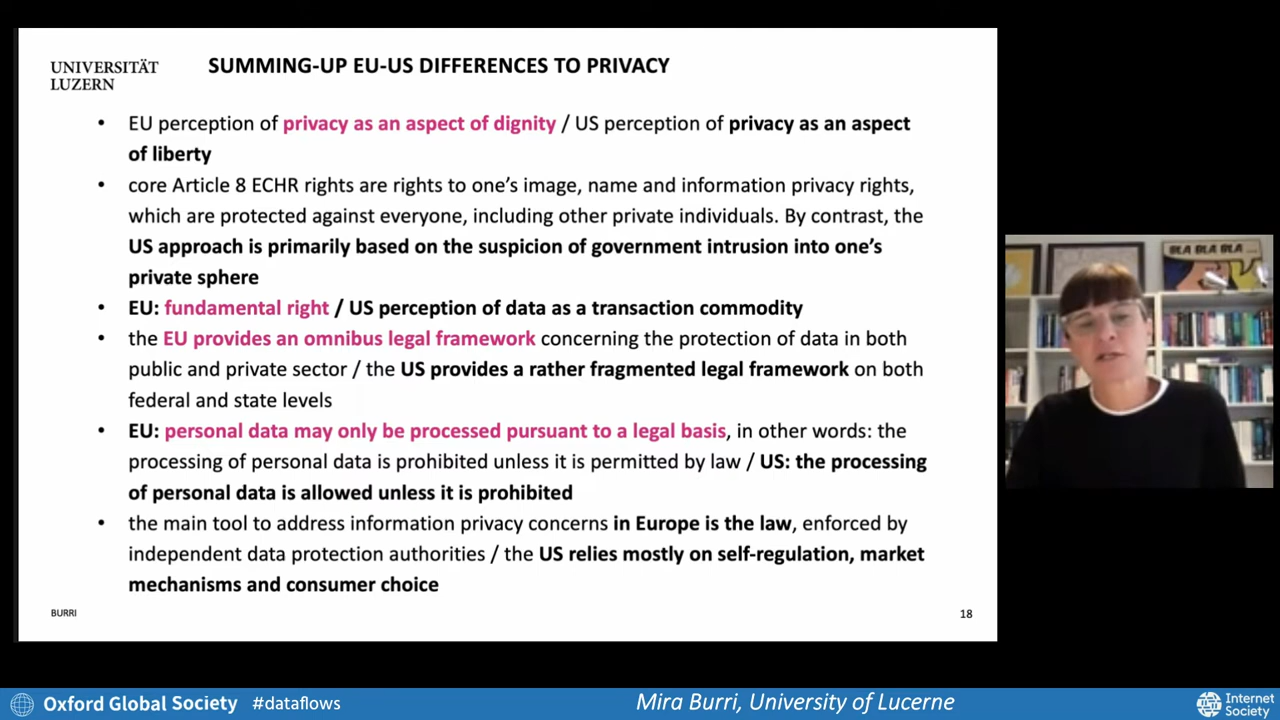 UNIVERSITÄT
LUZERN
SUMMING-UP EU-US DIFFERENCES TO PRIVACY
• EU perception of privacy as an aspect of dignity / US perception of privacy as an aspect
of liberty
• core Article 8 ECHR rights are rights to one’s image, name and information privacy rights,
which are protected against everyone, including other private individuals. By contrast, the
US approach is primarily based on the suspicion of government intrusion into one’s
private sphere
• EU: fundamental right / US perception of data as a transaction commodity
• the EU provides an omnibus legal framework concerning the protection of data in both
public and private sector / the US provides a rather fragmented legal framework on both
federal and state levels
• EU: personal data may only be processed pursuant to a legal basis, in other words: the
processing of personal data is prohibited unless it is permitted by law / US: the processing
of personal data is allowed unless it is prohibited
• the main tool to address information privacy concerns in Europe is the law, enforced by
independent data protection authorities / the US relies mostly on self-regulation, market
mechanisms and consumer choice
BURRI
18
BLA BLA BLA...
Oxford Global Society #dataflows
Mira Burri, University of Lucerne
Internet
Society